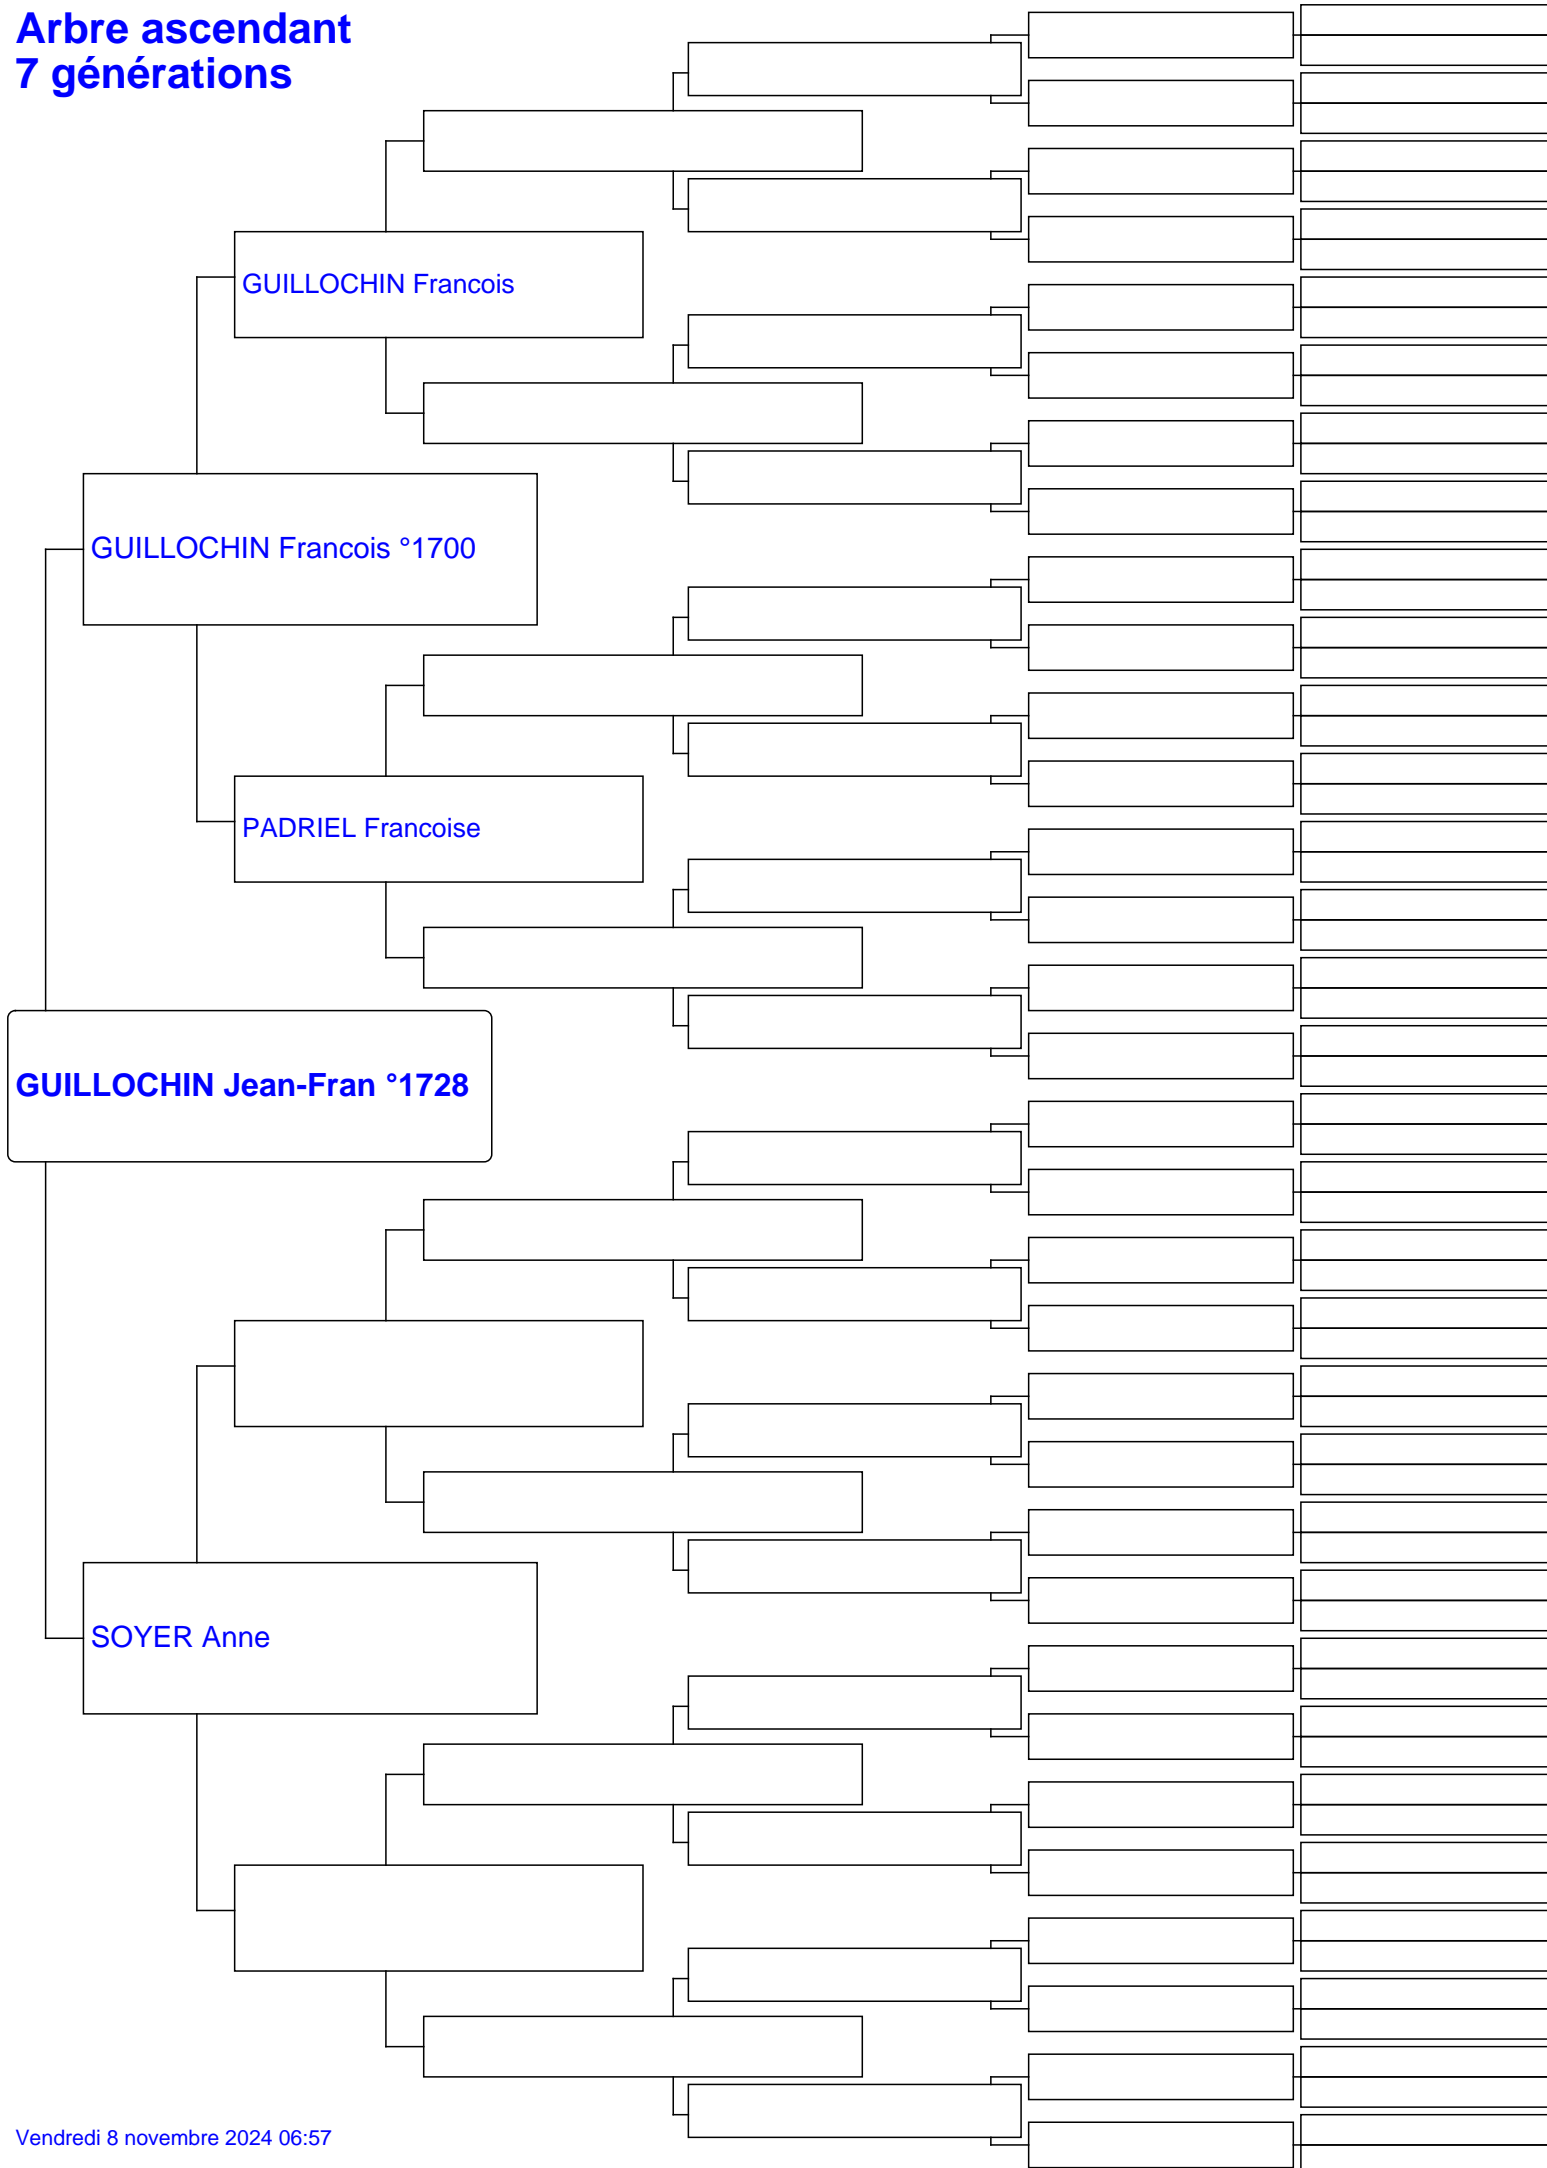 Arbre ascendant
7 générations
GUILLOCHIN Francois
GUILLOCHIN Francois °1700
PADRIEL Francoise
GUILLOCHIN Jean-Fran °1728
SOYER Anne
Vendredi 8 novembre 2024 06:57